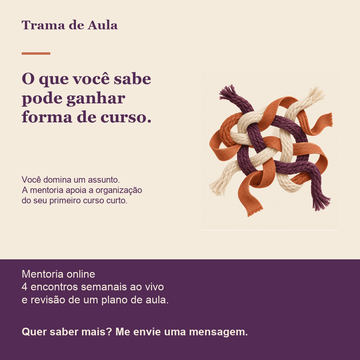 Trama de Aula
O que você sabe
pode ganhar
forma de curso.
Você domina um assunto.
A mentoria apoia a organização
do seu primeiro curso curto.
Mentoria online
4 encontros semanais ao vivo
e revisão de um plano de aula.
Quer saber mais? Me envie uma mensagem.